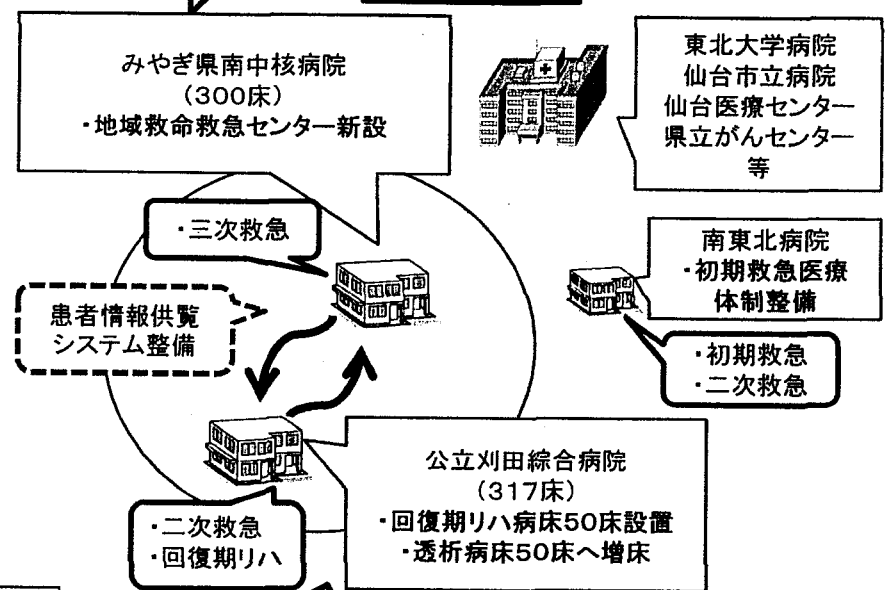 みやぎ県南中核病院
(300床)
・地域救命救急センター新設
東北大学病院
仙台市立病院
仙台医療センター
県立がんセンター
等
・三次救急
南東北病院
・初期救急医療
体制整備
患者情報供覧
システム整備
・初期救急
・二次救急
公立刈田綜合病院
(317床)
・回復期リハ病床50床設置
・透析病床50床へ増床
・二次救急
・回復期リハ